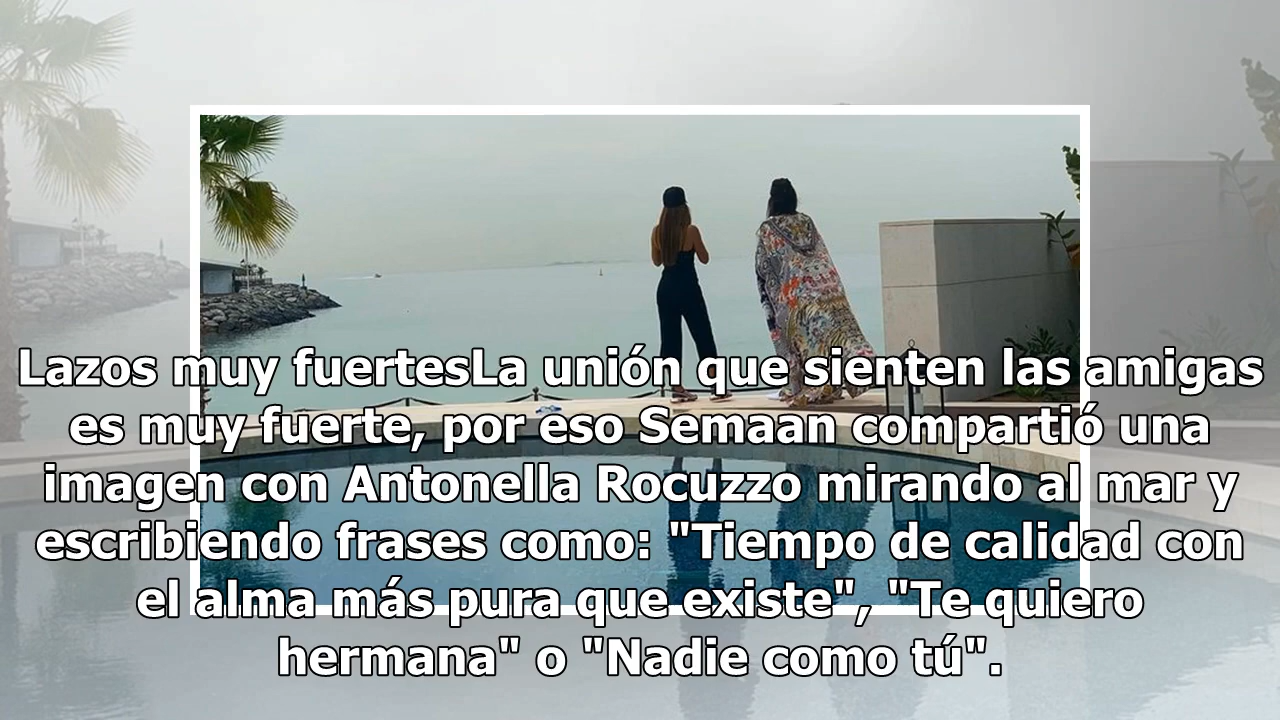 Lazos muy fuertesLa unión que sienten las amigas
es muy fuerte, por eso Semaan compartió una
imagen con Antonella Rocuzzo mirando al mar y
escribiendo frases como: "Tiempo de calidad con
el alma más pura que existe", "Te quiero
hermana" o "Nadie como tú".